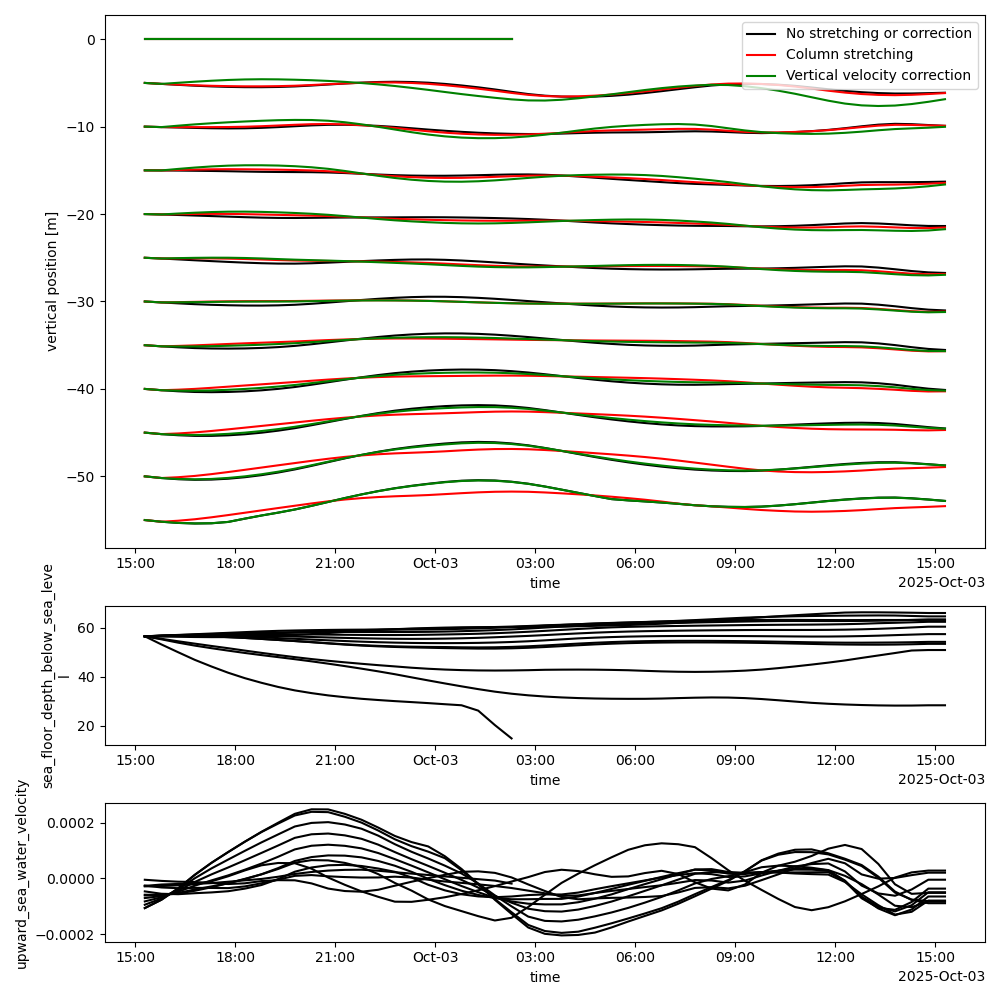 No stretching or correction
Column stretching
Vertical velocity correction
vertical position [m]
0
−10
−20
−30
−40
−50
15:00 18:00 21:00 Oct-03 03:00 06:00 09:00 12:00 15:00
time
2025-Oct-03
sea_floor_depth_below_sea_leve
l
60
40
20
15:00 18:00 21:00 Oct-03 03:00 06:00 09:00 12:00 15:00
time
2025-Oct-03
upward_sea_water_velocity
0.0002
0.0000
−0.0002
15:00 18:00 21:00 Oct-03 03:00 06:00 09:00 12:00 15:00
time
2025-Oct-03